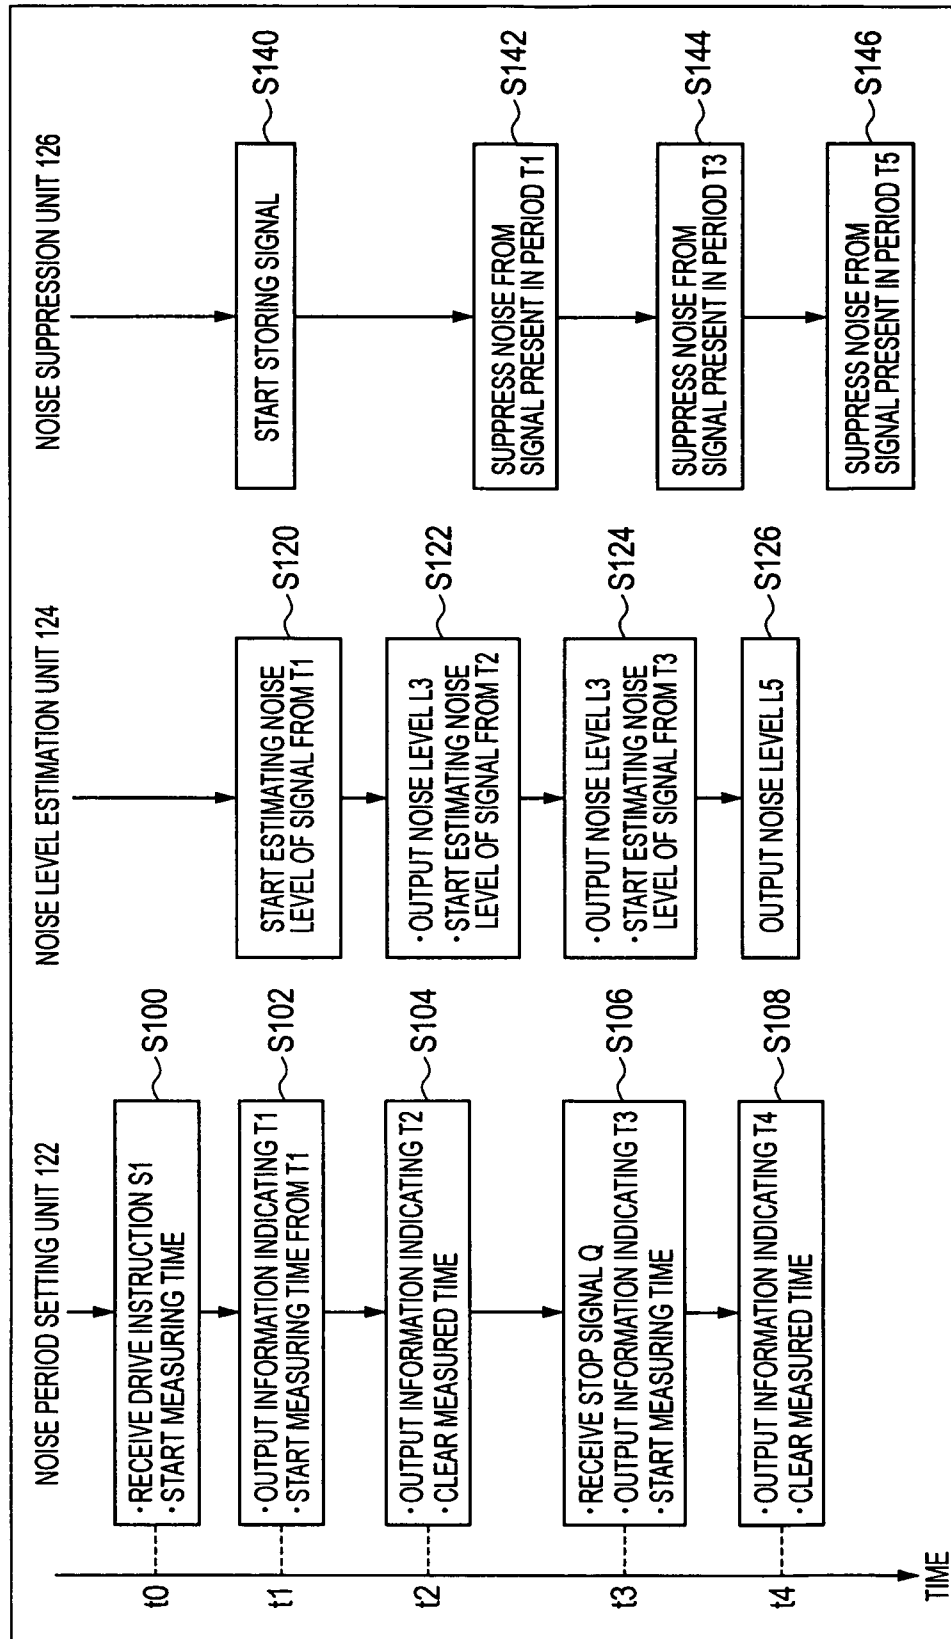 NOISE PERIOD SETTING UNIT 122
NOISE LEVEL ESTIMATION UNIT 124
NOISE SUPPRESSION UNIT 126
t0
· RECEIVE DRIVE INSTRUCTION S1
· START MEASURING TIME
S100
t1
· OUTPUT INFORMATION INDICATING T1
· START MEASURING TIME FROM T1
S102
START ESTIMATING NOISE
LEVEL OF SIGNAL FROM T1
S120
START STORING SIGNAL
S140
t2
· OUTPUT INFORMATION INDICATING T2
· CLEAR MEASURED TIME
S104
· OUTPUT NOISE LEVEL L3
· START ESTIMATING NOISE
LEVEL OF SIGNAL FROM T2
S122
SUPPRESS NOISE FROM
SIGNAL PRESENT IN PERIOD T1
S142
t3
· RECEIVE STOP SIGNAL Q
· OUTPUT INFORMATION INDICATING T3
· START MEASURING TIME
S106
· OUTPUT NOISE LEVEL L3
· START ESTIMATING NOISE
LEVEL OF SIGNAL FROM T3
S124
SUPPRESS NOISE FROM
SIGNAL PRESENT IN PERIOD T3
S144
t4
· OUTPUT INFORMATION INDICATING T4
· CLEAR MEASURED TIME
S108
OUTPUT NOISE LEVEL L5
S126
SUPPRESS NOISE FROM
SIGNAL PRESENT IN PERIOD T5
S146
TIME